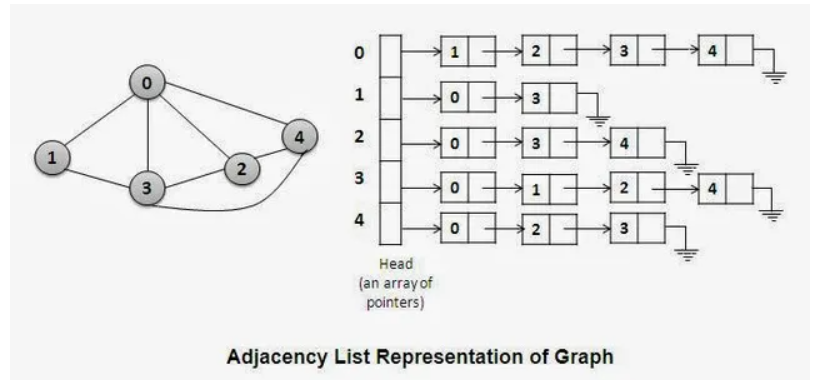 0
1
2
3
4
0 1 2 3 4
1 0 3
2 0 3 4
3 0 1 2 4
4 0 2 3
Head
(an array of
pointers)
Adjacency List Representation of Graph